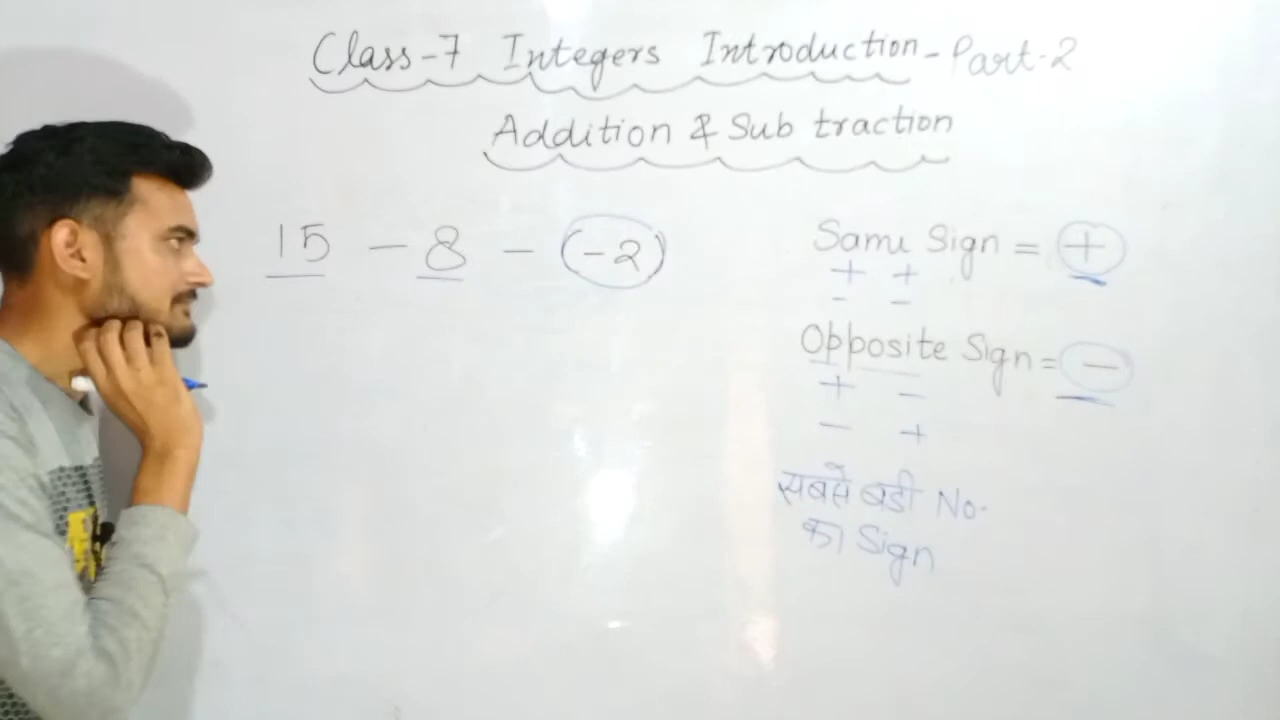 Class-7 Integers Introduction - Part-2
Addition & Sub traction
15 - 8 - (-2)
Same Sign = +
+ +
- -
Opposite Sign = -
+ -
- +
सबसे बडी No.
का Sign